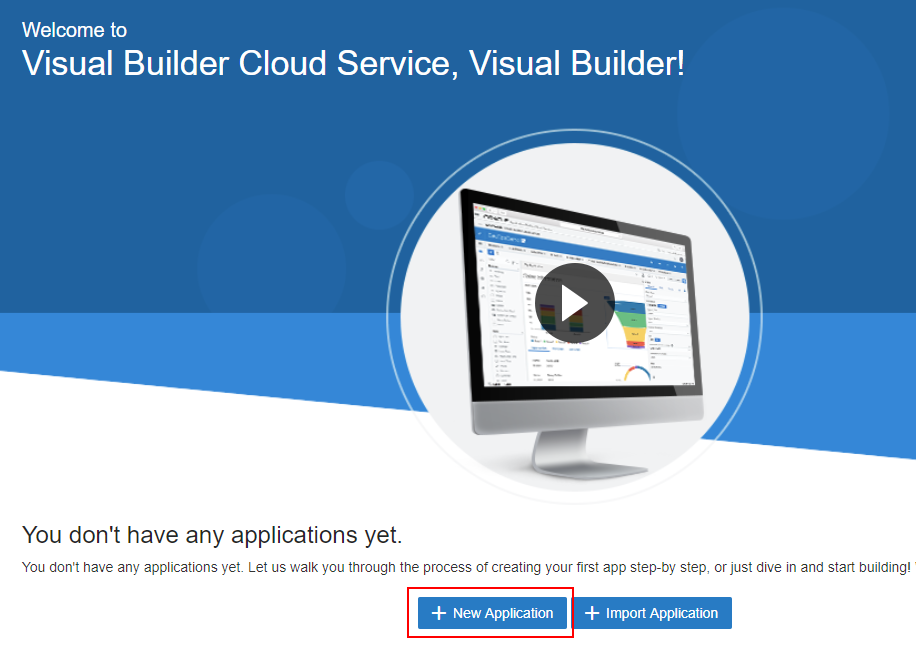 Welcome to
Visual Builder Cloud Service, Visual Builder!
You don't have any applications yet.
You don't have any applications yet. Let us walk you through the process of creating your first app step-by step, or just dive in and start building!
+ New Application
+ Import Application